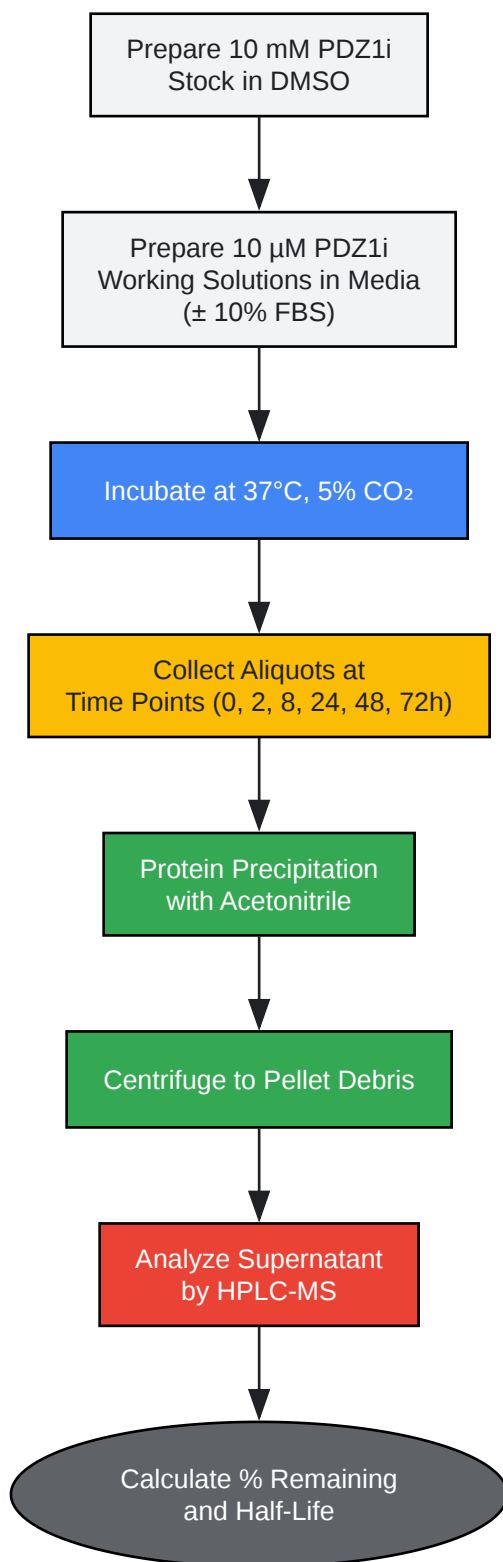 Prepare 10 mM PDZ1i
Stock in DMSO
Prepare 10 µM PDZ1i
Working Solutions in Media
(± 10% FBS)
Incubate at 37°C, 5% CO₂
Collect Aliquots at
Time Points (0, 2, 8, 24, 48, 72h)
Protein Precipitation
with Acetonitrile
Centrifuge to Pellet Debris
Analyze Supernatant
by HPLC-MS
Calculate % Remaining
and Half-Life